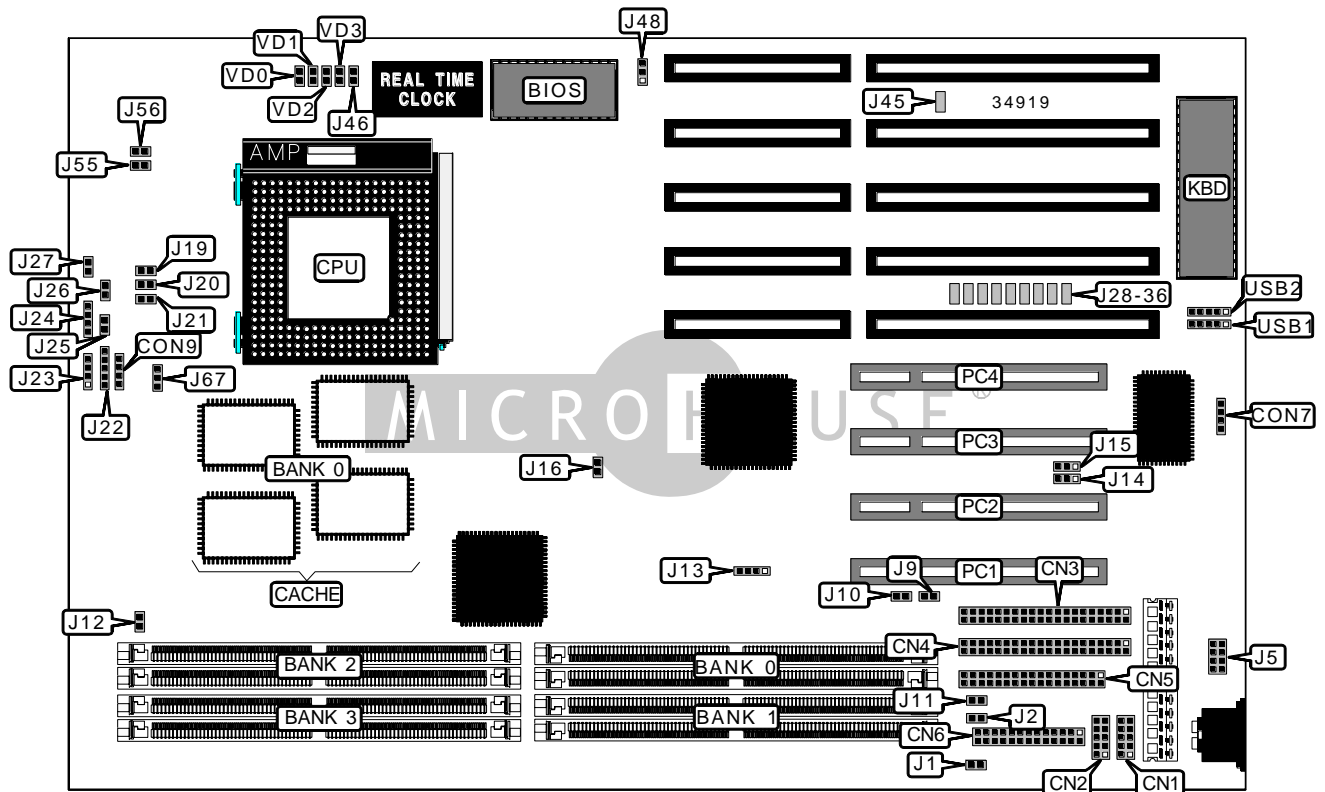 J48
VD3
VD1
VD0
VD2
J46
REAL TIME
CLOCK
BIOS
J45
34919
J56
J55
AMP
KBD
CPU
J27
J19
J26
J20
J24
J21
J25
CON9
J23
J67
J22
J28-36
USB2
USB1
PC4
MICROHOUSE®
CON7
PC3
J15
J14
BANK 0
J16
PC2
CACHE
J13
PC1
J9
CN3
J10
J12
CN4
J5
BANK 2
BANK 0
CN5
BANK 3
BANK 1
J11
J2
CN6
J1
CN2
CN1